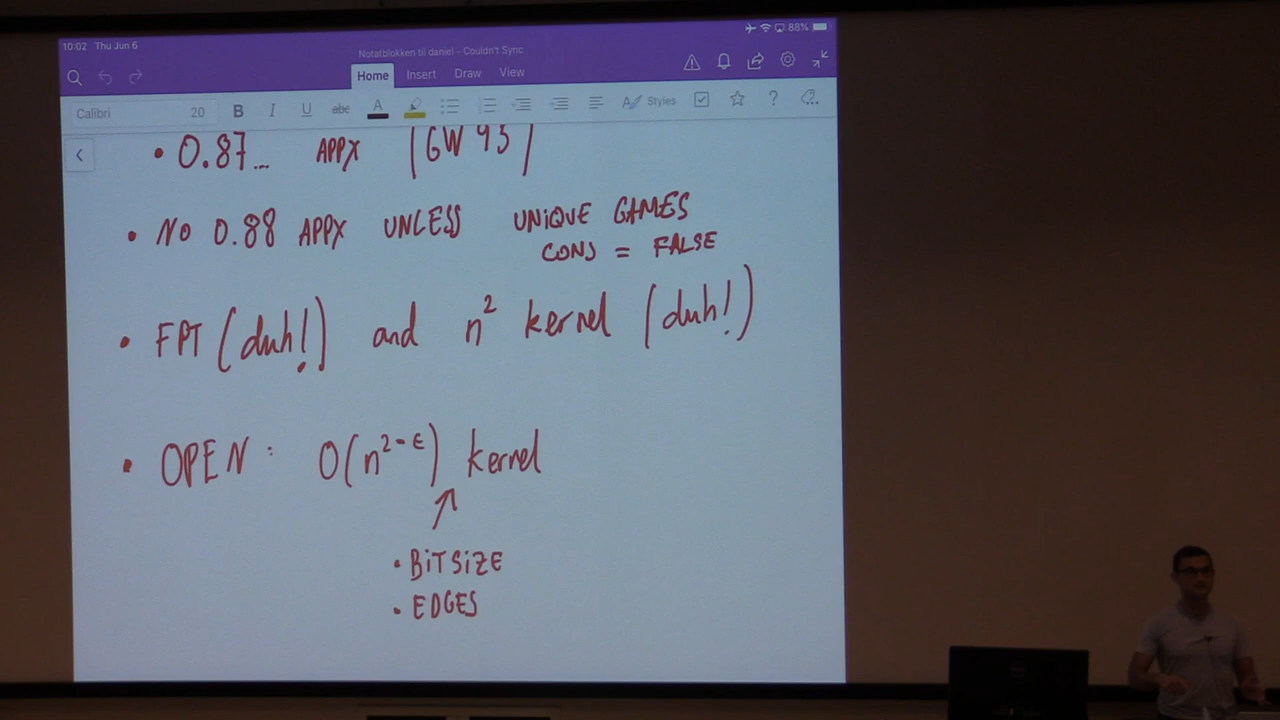 10:02 Thu Jun 6
88%
Notatblokken til daniel - Couldn't Sync
Home Insert Draw View
Calibri 20 B I U abc A Styles ?
• 0.87... APPX [GW 95]
• NO 0.88 APPX UNLESS UNIQUE GAMES
CONJ = FALSE
• FPT (duh!) and n² kernel (duh!)
• OPEN: O(n²⁻ᵋ) kernel
• BITSIZE
• EDGES